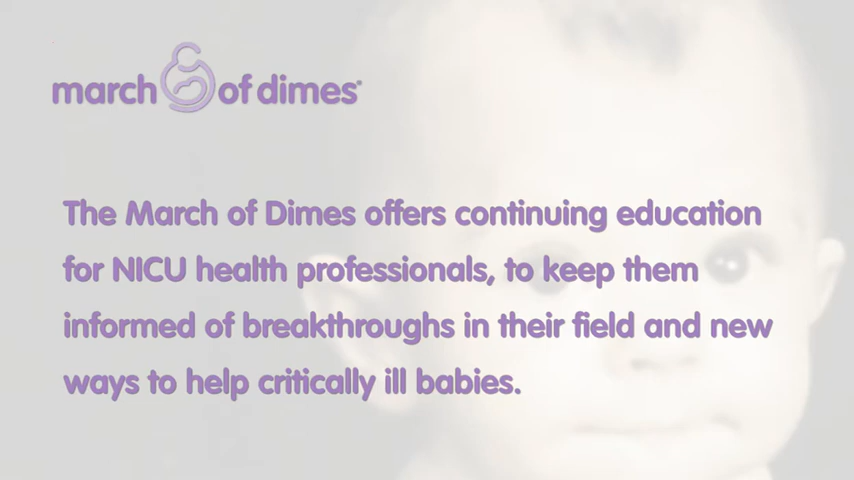 march of dimes®
The March of Dimes offers continuing education
for NICU health professionals, to keep them
informed of breakthroughs in their field and new
ways to help critically ill babies.